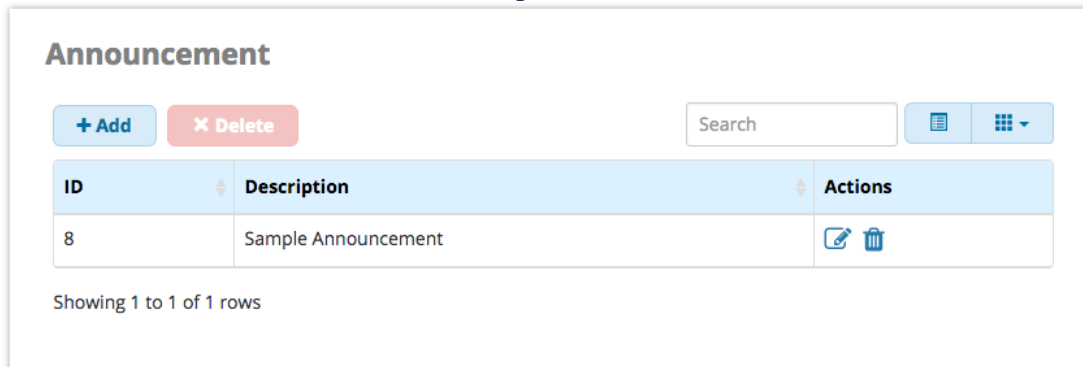 Announcement
+ Add
× Delete
Search
ID
Description
Actions
8
Sample Announcement
Showing 1 to 1 of 1 rows